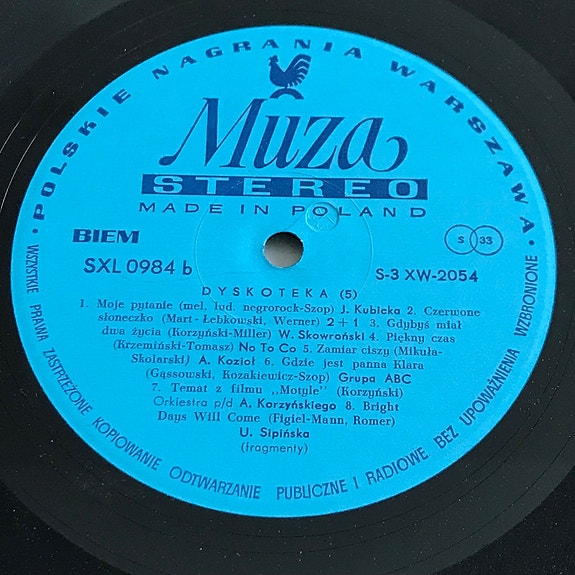 POLSKIE NAGRANIA WARSZAWA
Muza
STEREO
MADE IN POLAND
BIEM
S 33
SXL 0984 b
S-3 XW-2054
DYSKOTEKA (5)
1. Moje pytanie (mel. lud. negrorock-Szop) J. Kubicka 2. Czerwone
słoneczko (Mart-Łebkowski, Werner) 2+1 3. Gdybyś miał
dwa życia (Korzyński-Miller) W. Skowroński 4. Piękny czas
(Krzemiński-Tomasz) No To Co 5. Zamiar ciszy (Mikuła-
Skolarski) A. Kozioł 6. Gdzie jest panna Klara
(Gąssowski, Kozakiewicz-Szop) Grupa ABC
7. Temat z filmu „Motyle" (Korzyński)
Orkiestra p/d A. Korzyńskiego 8. Bright
Days Will Come (Figiel-Mann, Romer)
U. Sipińska
(fragmenty)
WSZYSTKIE PRAWA ZASTRZEŻONE KOPIOWANIE ODTWARZANIE PUBLICZNE I RADIOWE BEZ UPOWAŻNIENIA WZBRONIONE